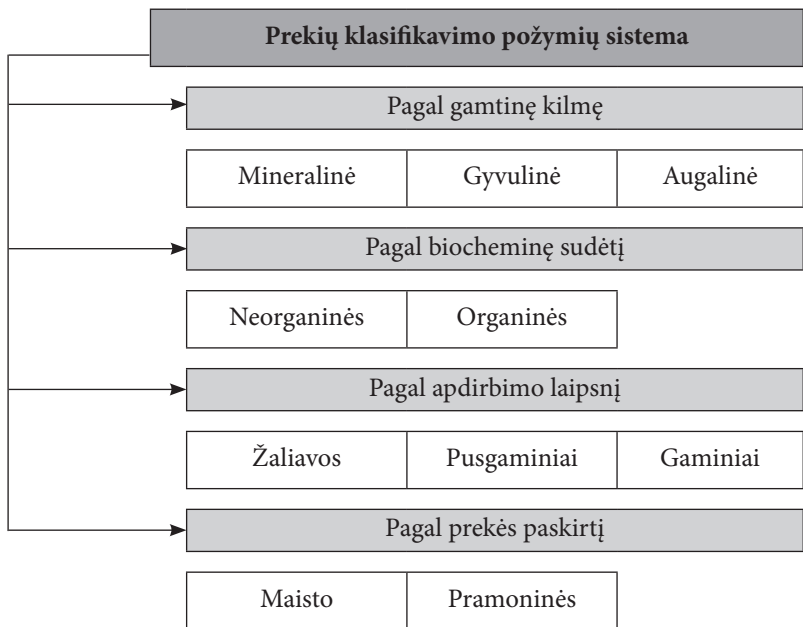 Prekių klasifikavimo požymių sistema
Pagal gamtinę kilmę
Mineralinė Gyvulinė Augalinė
Pagal biocheminę sudėtį
Neorganinės Organinės
Pagal apdirbimo laipsnį
Žaliavos Pusgaminiai Gaminiai
Pagal prekės paskirtį
Maisto Pramoninės